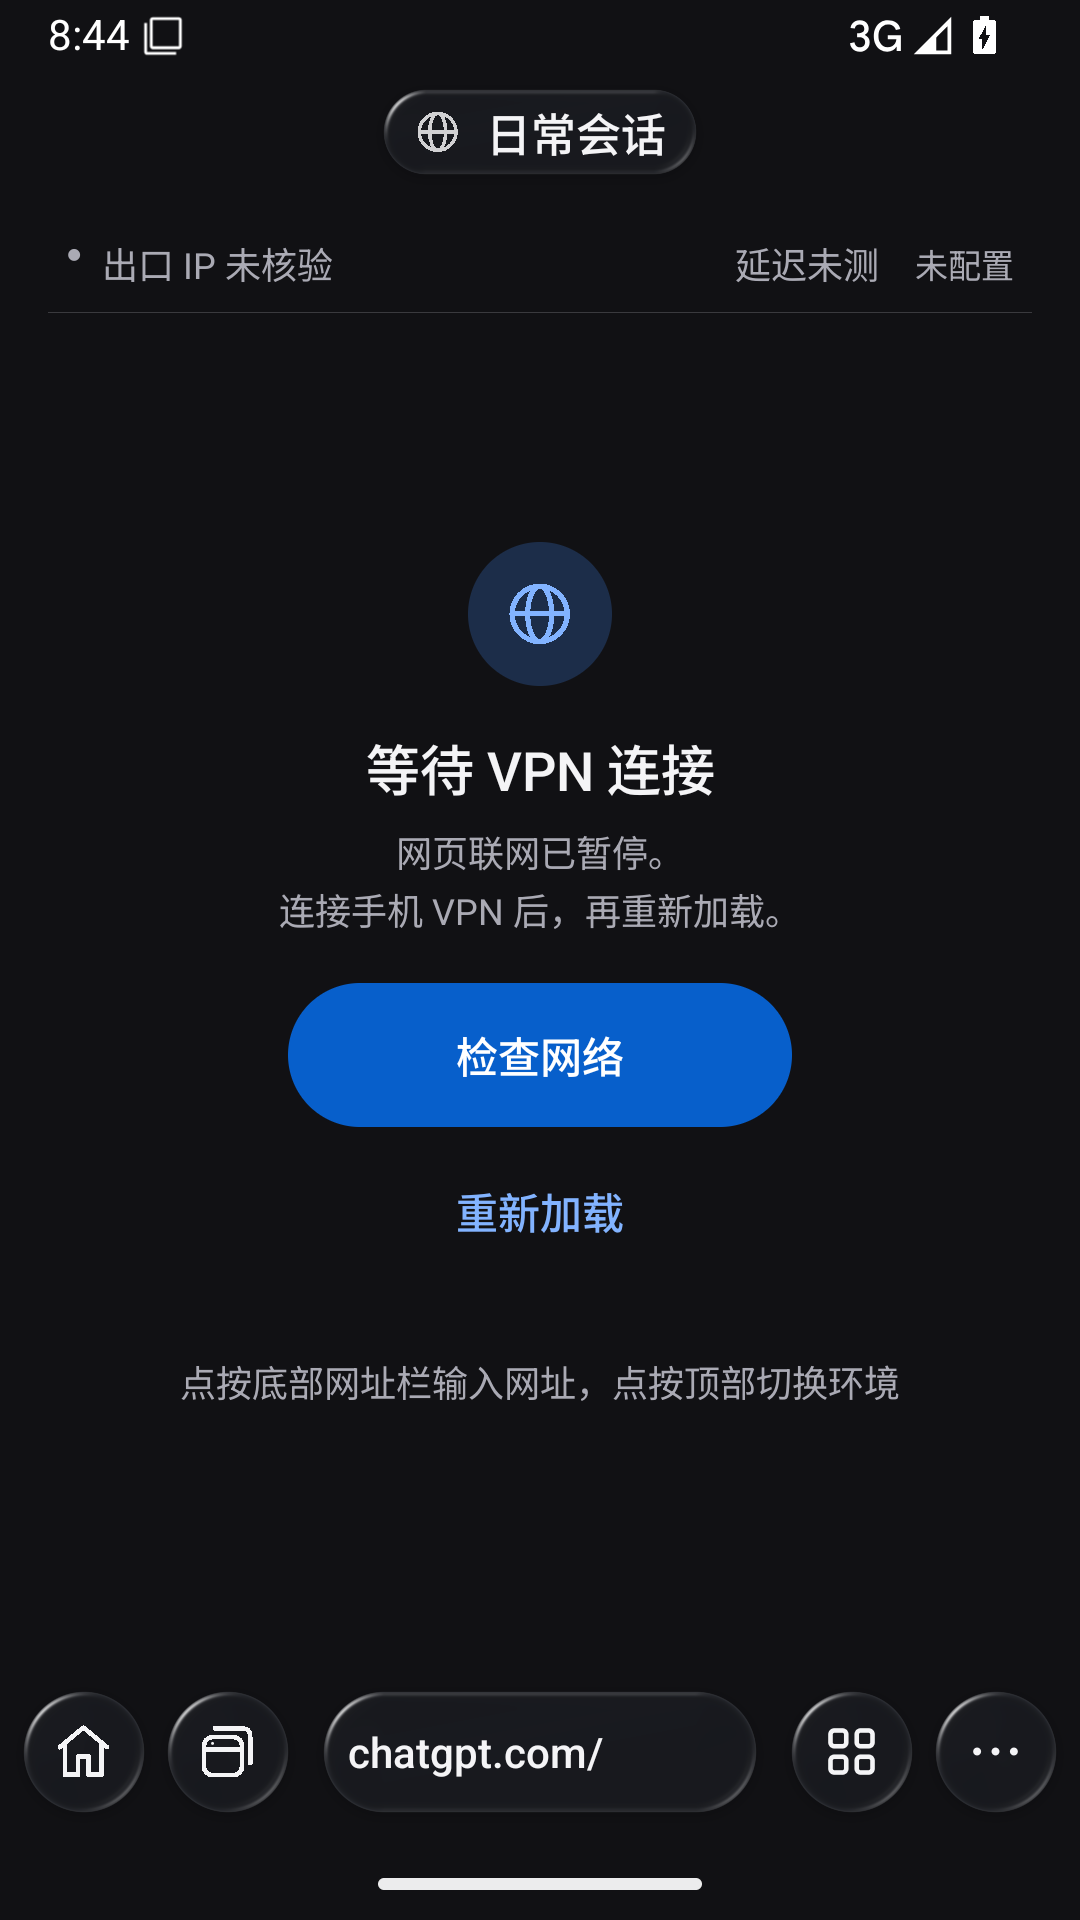 8:44
3G
日常会话
出口 IP 未核验
延迟未测 未配置
等待 VPN 连接
网页联网已暂停。
连接手机 VPN 后，再重新加载。
检查网络
重新加载
点按底部网址栏输入网址，点按顶部切换环境
chatgpt.com/